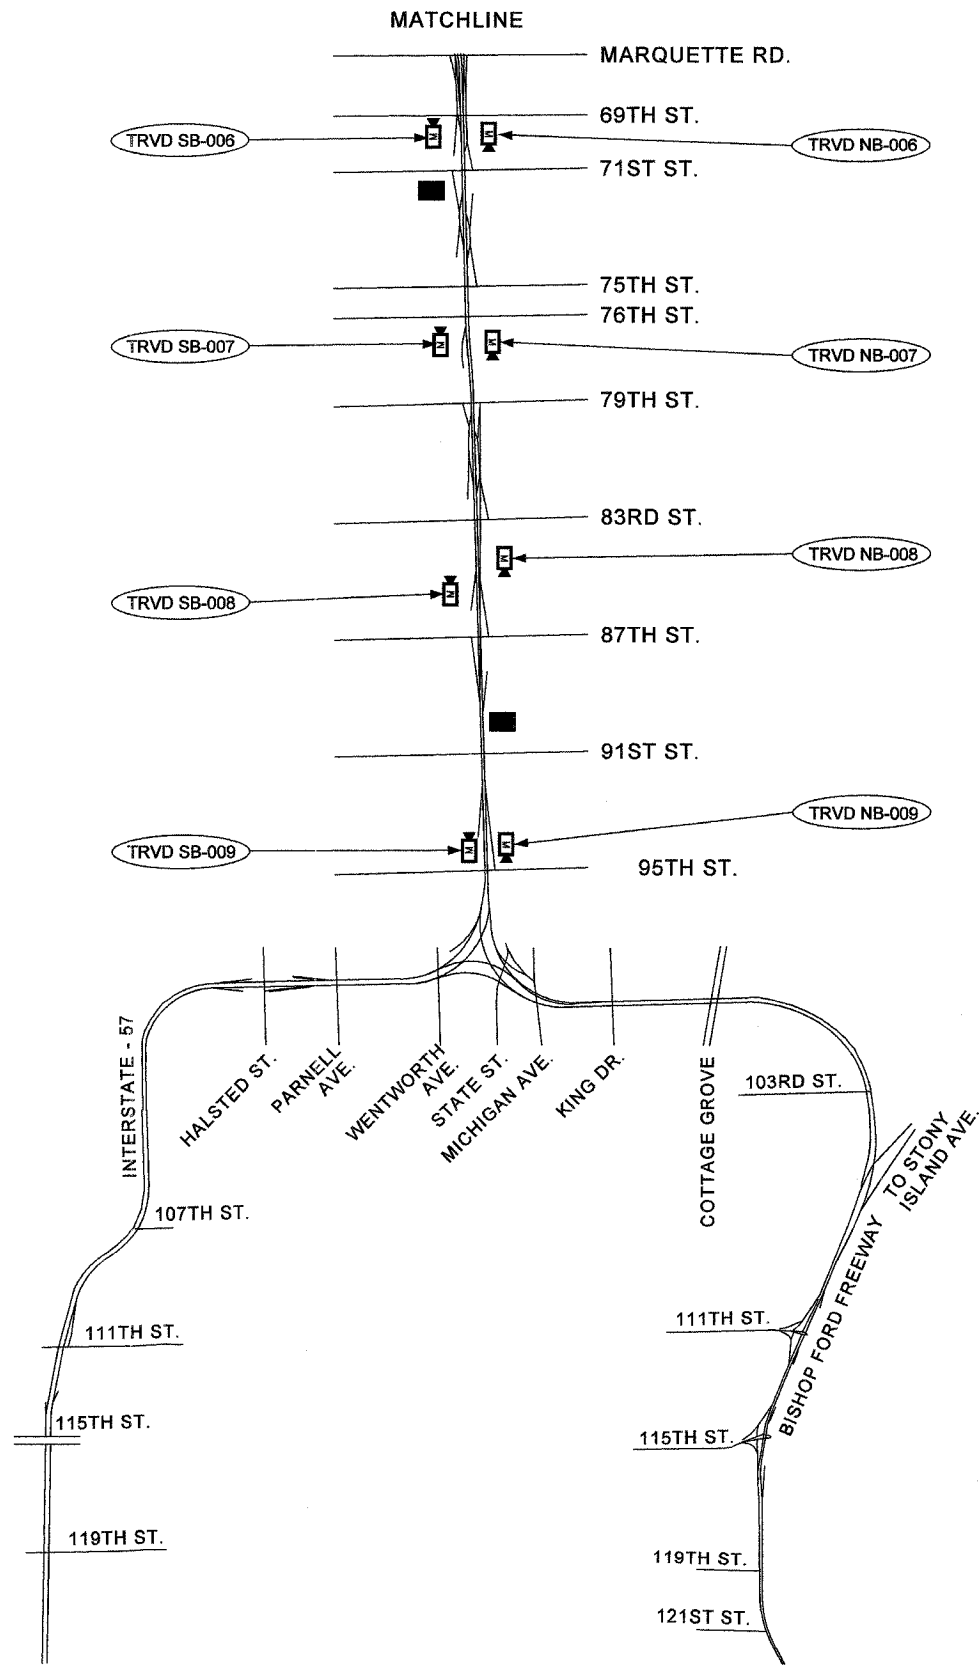 MATCHLINE
MARQUETTE RD.
69TH ST.
TRVD SB-006
M
M
TRVD NB-006
71ST ST.
75TH ST.
76TH ST.
TRVD SB-007
M
M
TRVD NB-007
79TH ST.
83RD ST.
M
TRVD NB-008
TRVD SB-008
M
87TH ST.
91ST ST.
TRVD NB-009
TRVD SB-009
M
M
95TH ST.
INTERSTATE - 57
HALSTED ST.
PARNELL
AVE.
WENTWORTH
AVE.
STATE ST.
MICHIGAN AVE.
KING DR.
COTTAGE GROVE
103RD ST.
TO STONY
ISLAND AVE.
107TH ST.
BISHOP FORD FREEWAY
111TH ST.
111TH ST.
115TH ST.
115TH ST.
119TH ST.
119TH ST.
121ST ST.